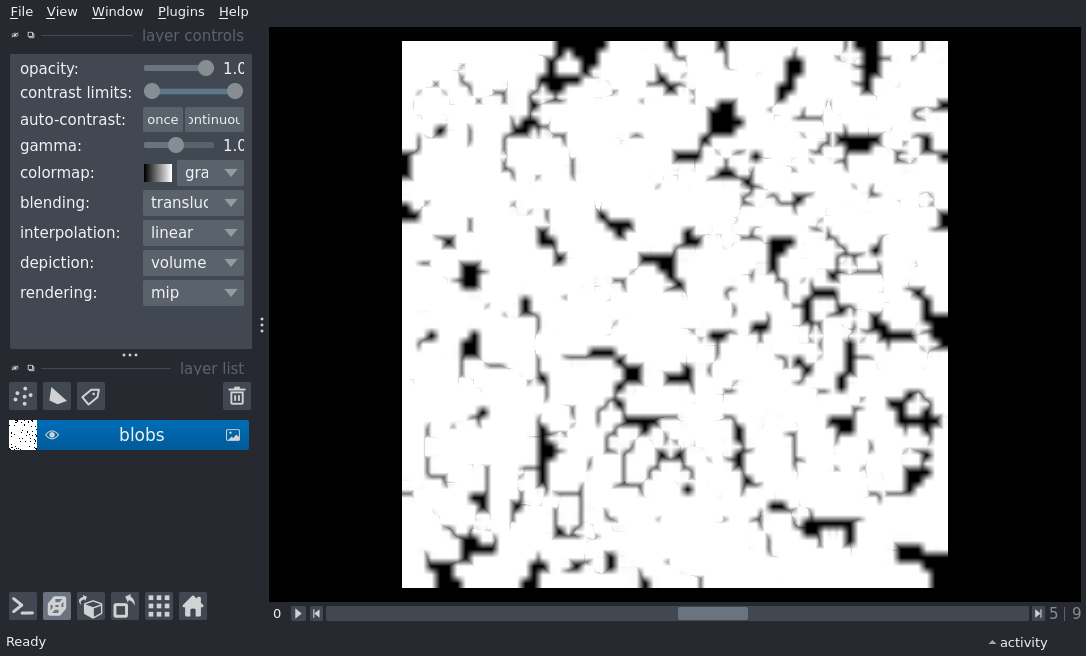 File View Window Plugins Help
layer controls
opacity: 1.0
contrast limits:
auto-contrast: once ontinuou
gamma: 1.0
colormap: gra
blending: transluc
interpolation: linear
depiction: volume
rendering: mip
layer list
blobs
0 5 | 9
Ready activity